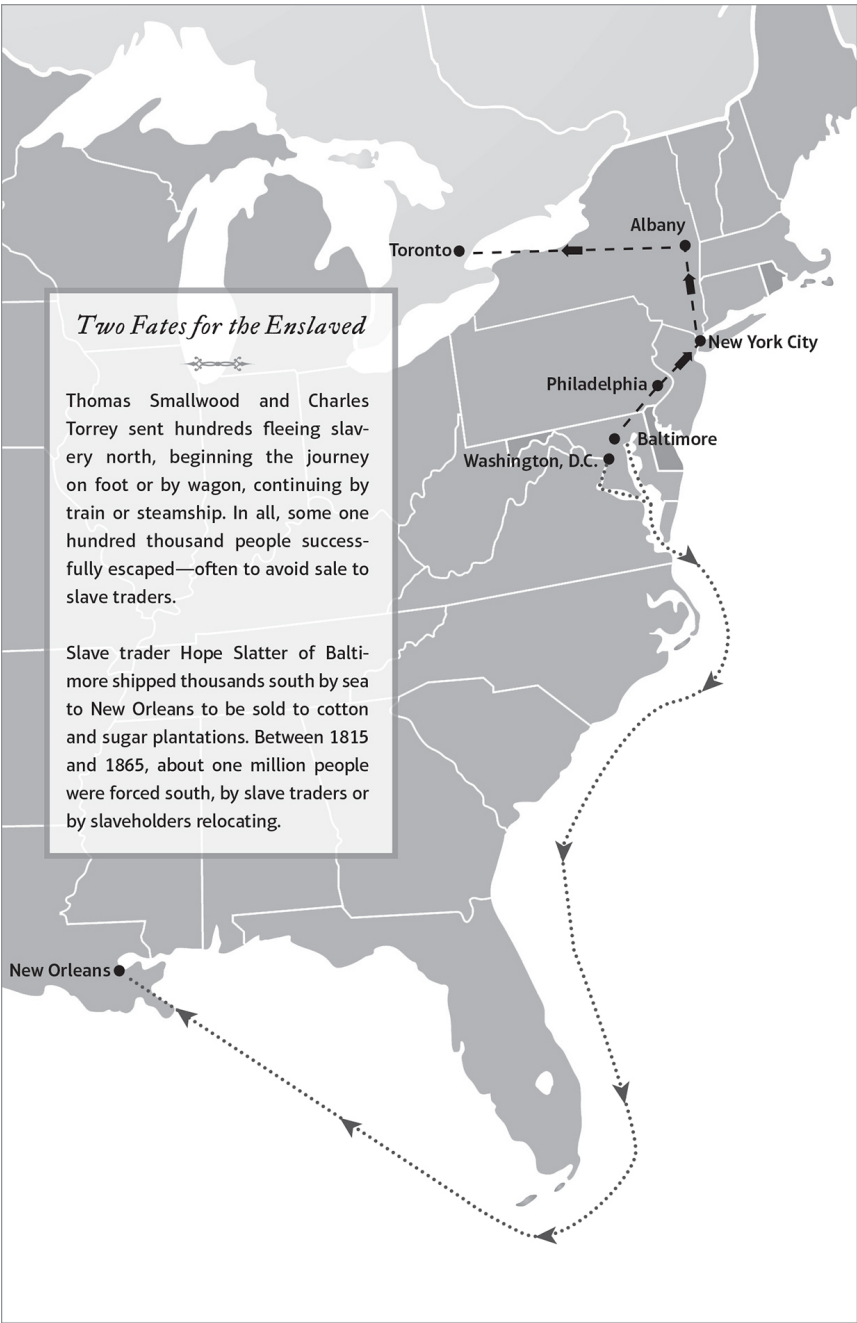 Albany
Toronto
Two Fates for the Enslaved
New York City
Philadelphia
Thomas Smallwood and Charles
Torrey sent hundreds fleeing slav-
ery north, beginning the journey
on foot or by wagon, continuing by
train or steamship. In all, some one
hundred thousand people success-
fully escaped—often to avoid sale to
slave traders.
Baltimore
Washington, D.C.
Slave trader Hope Slatter of Balti-
more shipped thousands south by sea
to New Orleans to be sold to cotton
and sugar plantations. Between 1815
and 1865, about one million people
were forced south, by slave traders or
by slaveholders relocating.
New Orleans